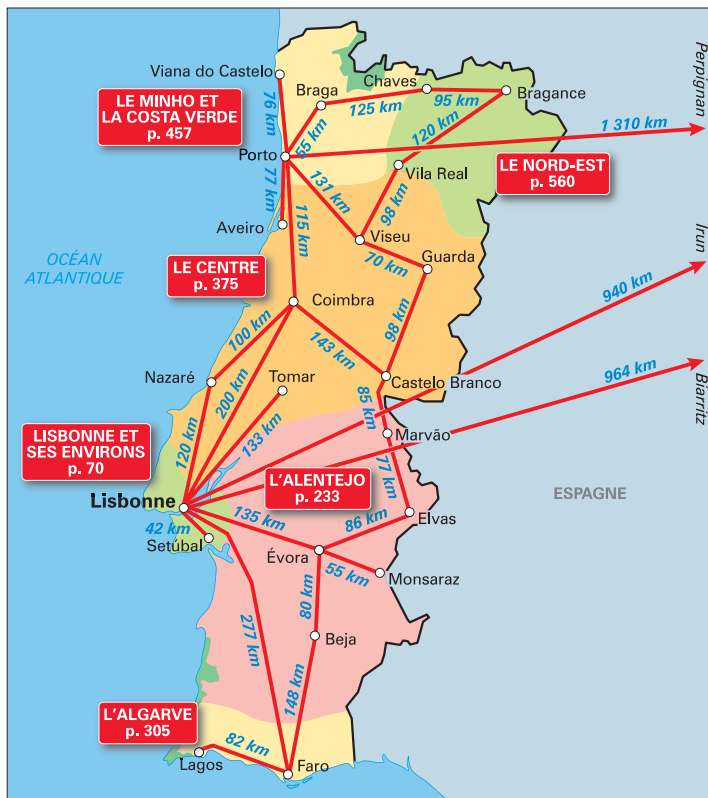 Viana do Castelo
Chaves
Braga
Bragance
Perpignan
LE MINHO ET
LA COSTA VERDE
p. 457
76 km
125 km
95 km
55 km
120 km
1 310 km
Porto
LE NORD-EST
p. 560
Vila Real
77 km
131 km
98 km
115 km
Aveiro
Viseu
70 km
Guarda
OCÉAN
ATLANTIQUE
LE CENTRE
p. 375
Irun
940 km
Coimbra
98 km
100 km
143 km
964 km
Biarritz
Nazaré
200 km
Tomar
Castelo Branco
85 km
133 km
120 km
Marvão
LISBONNE ET
SES ENVIRONS
p. 70
77 km
L'ALENTEJO
p. 233
ESPAGNE
Lisbonne
135 km
86 km
Elvas
42 km
Setúbal
Évora
55 km
Monsaraz
80 km
277 km
Beja
148 km
L'ALGARVE
p. 305
82 km
Lagos
Faro